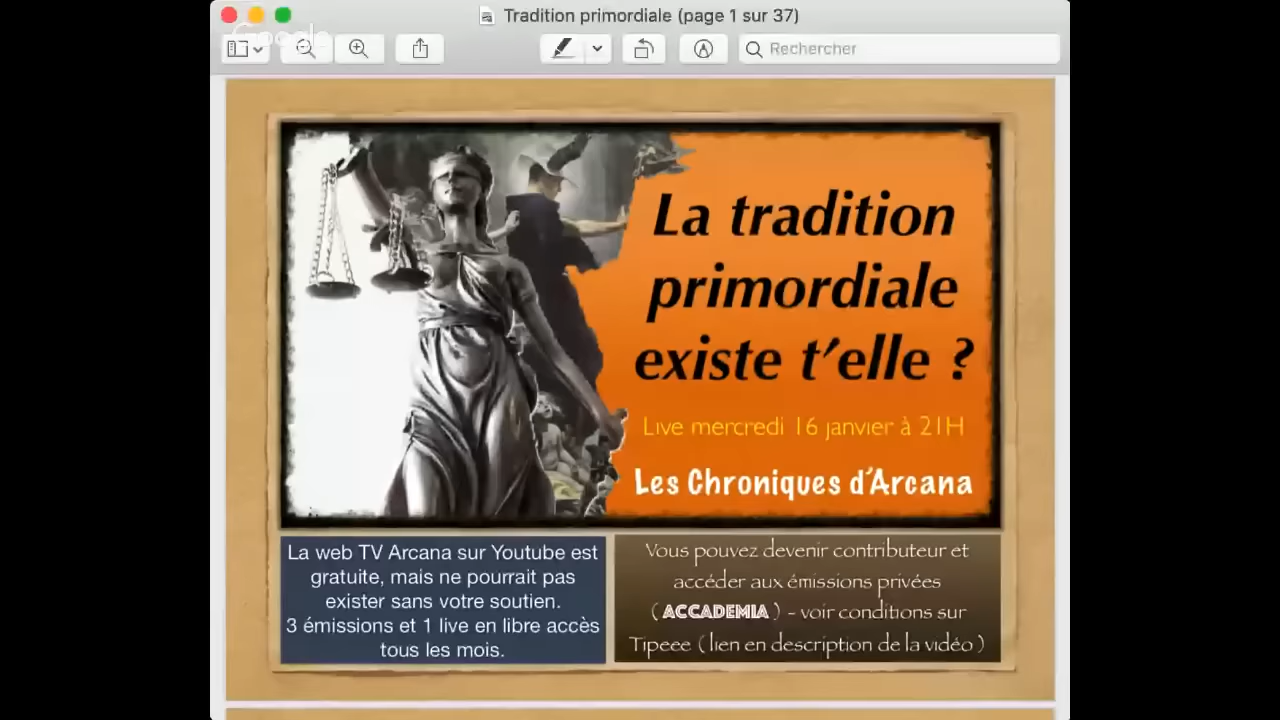 Tradition primordiale (page 1 sur 37)
Google
Rechercher
La tradition
primordiale
existe t'elle ?
Live mercredi 16 janvier à 21H
Les Chroniques d'Arcana
La web TV Arcana sur Youtube est
gratuite, mais ne pourrait pas
exister sans votre soutien.
3 émissions et 1 live en libre accès
tous les mois.
Vous pouvez devenir contributeur et
accéder aux émissions privées
( ACCADEMIA ) - voir conditions sur
Tipeee ( lien en description de la vidéo )